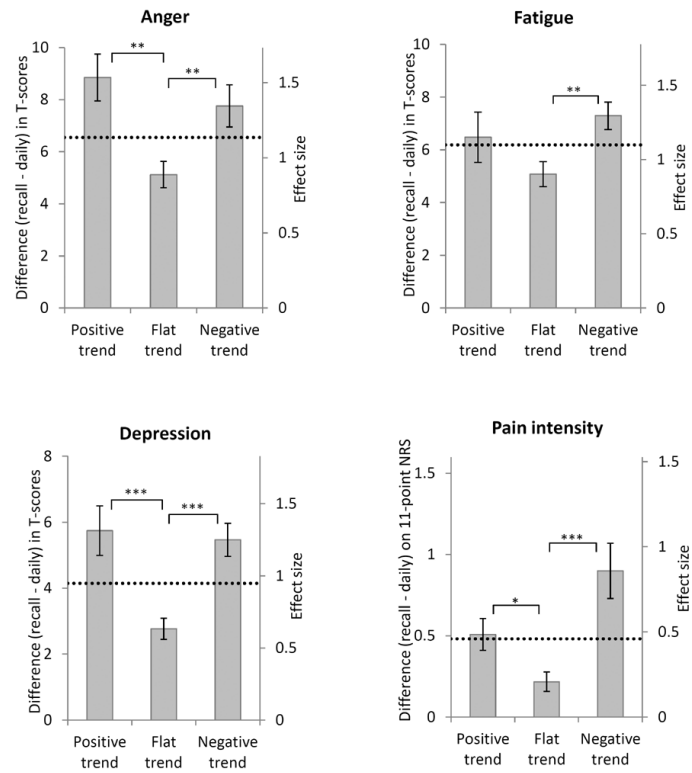 Anger
Difference (recall - daily) in T-scores
10
8
6
4
2
0
**
**
1.5
1
0.5
0
Effect size
Positive trend
Flat trend
Negative trend
Fatigue
Difference (recall - daily) in T-scores
10
8
6
4
2
0
**
1.5
1
0.5
0
Effect size
Positive trend
Flat trend
Negative trend
Depression
Difference (recall - daily) in T-scores
8
6
4
2
0
***
***
1.5
1
0.5
0
Effect size
Positive trend
Flat trend
Negative trend
Pain intensity
Difference (recall - daily) on 11-point NRS
1.5
1
0.5
0
*
***
1.5
1
0.5
0
Effect size
Positive trend
Flat trend
Negative trend